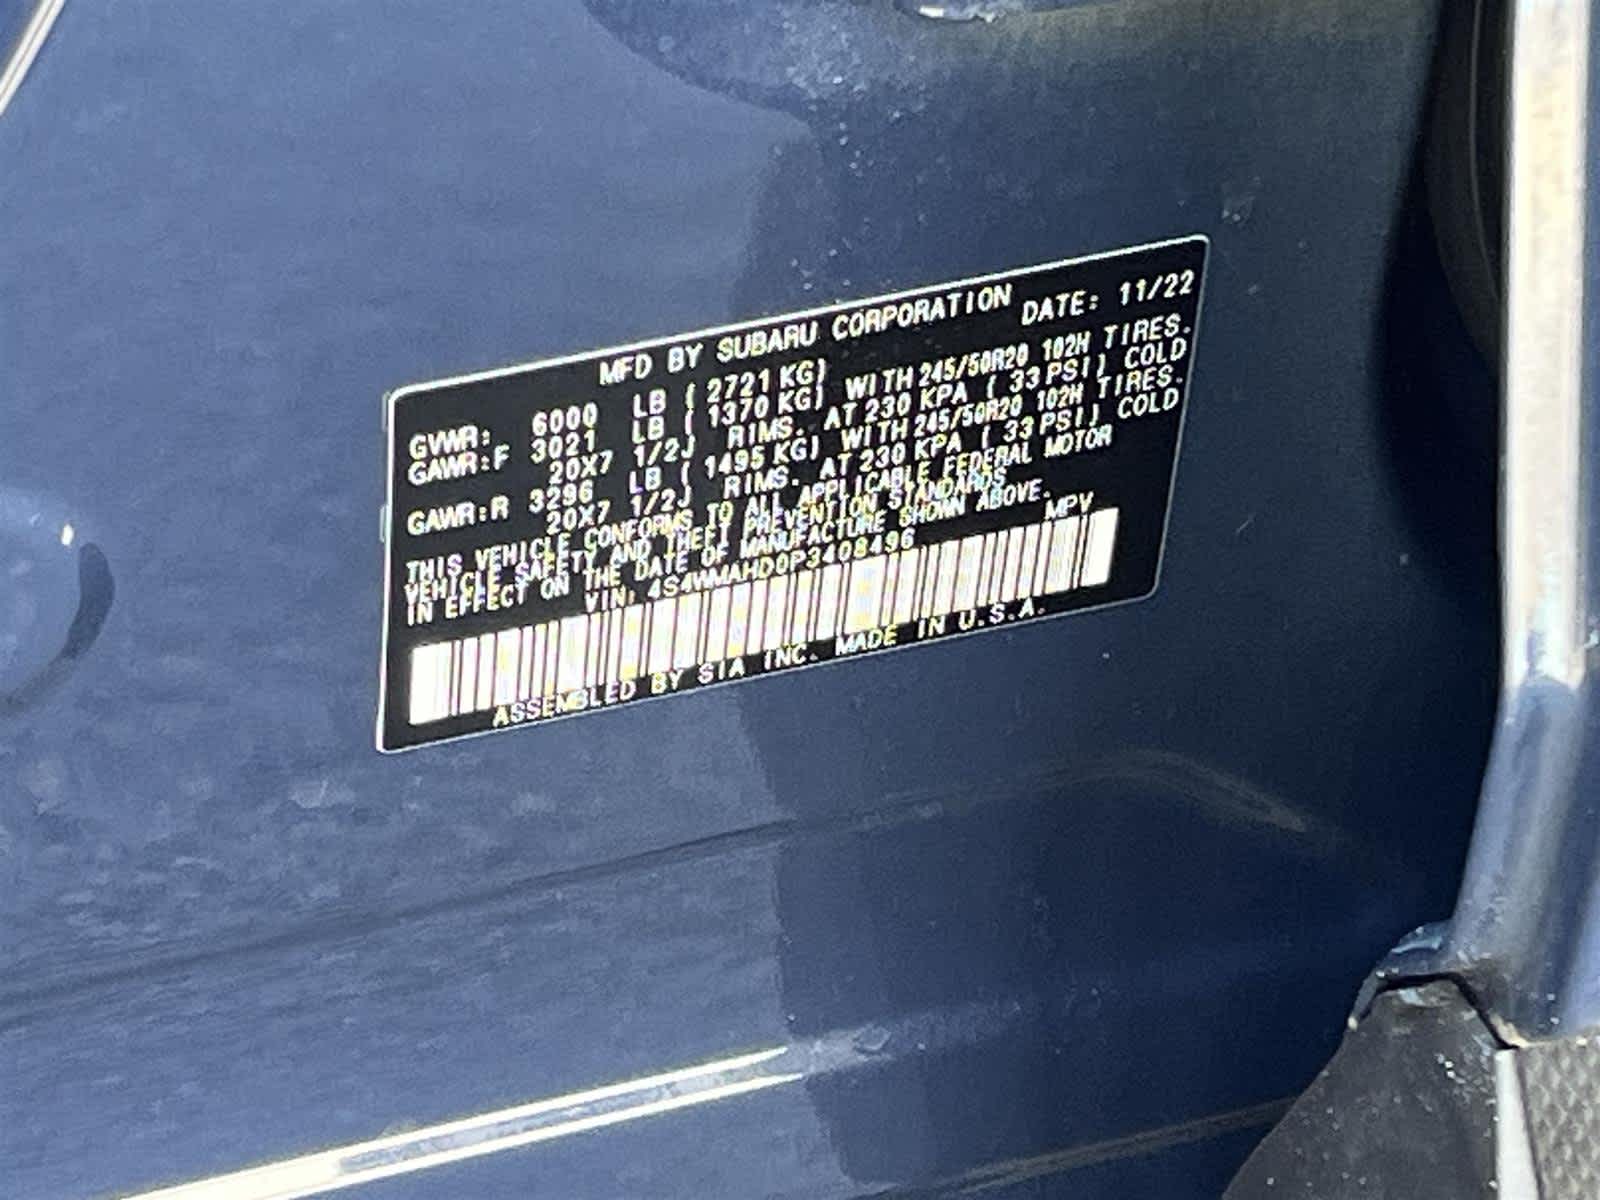 MFD BY SUBARU CORPORATION
DATE: 11/22
GVWR: 6000 LB ( 2721 KG)
GAWR:F 3021 LB ( 1370 KG) WITH 245/50R20 102H TIRES.
20X7 1/2J RIMS. AT 230 KPA ( 33 PSI) COLD
GAWR:R 3296 LB ( 1495 KG) WITH 245/50R20 102H TIRES.
20X7 1/2J RIMS. AT 230 KPA ( 33 PSI) COLD
THIS VEHICLE CONFORMS TO ALL APPLICABLE FEDERAL MOTOR
VEHICLE SAFETY AND THEFT PREVENTION STANDARDS
IN EFFECT ON THE DATE OF MANUFACTURE SHOWN ABOVE.
VIN: 4S4WMAHD0P3408496 MPV
ASSEMBLED BY SIA INC. MADE IN U.S.A.